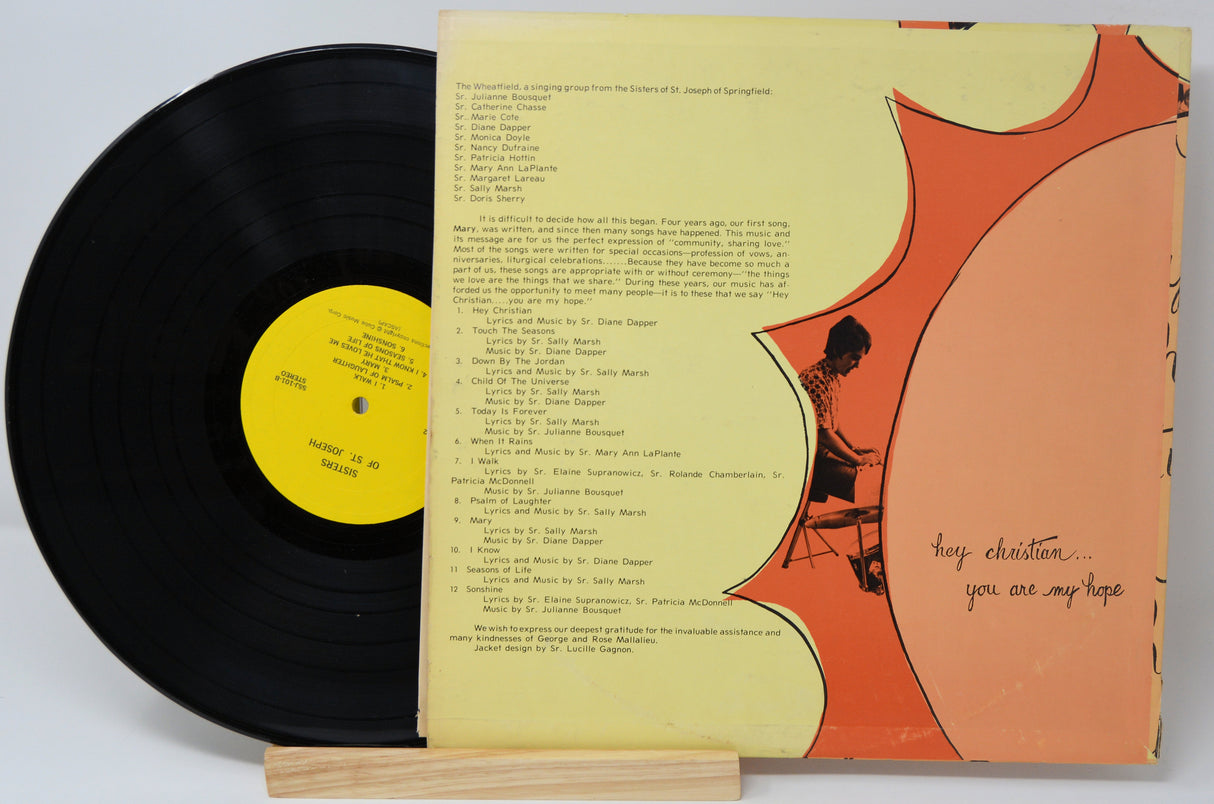 The Wheatfield, a singing group from the Sisters of St. Joseph of Springfield:
Sr. Julianne Bousquet
Sr. Catherine Chasse
Sr. Marie Cote
Sr. Diane Dapper
Sr. Monica Doyle
Sr. Nancy Dufraine
Sr. Patricia Hottin
Sr. Mary Ann LaPlante
Sr. Margaret Lareau
Sr. Sally Marsh
Sr. Doris Sherry
It is difficult to decide how all this began. Four years ago, our first song,
Mary, was written, and since then many songs have happened. This music and
its message are for us the perfect expression of "community, sharing love."
Most of the songs were written for special occasions—profession of vows, an-
niversaries, liturgical celebrations.......Because they have become so much a
part of us, these songs are appropriate with or without ceremony—"the things
we love are the things that we share." During these years, our music has af-
forded us the opportunity to meet many people—it is to these that we say "Hey
Christian.....you are my hope."
1. Hey Christian
Lyrics and Music by Sr. Diane Dapper
2. Touch The Seasons
Lyrics by Sr. Sally Marsh
Music by Sr. Diane Dapper
3. Down By The Jordan
Lyrics and Music by Sr. Sally Marsh
4. Child Of The Universe
Lyrics by Sr. Sally Marsh
Music by Sr. Diane Dapper
5. Today Is Forever
Lyrics by Sr. Sally Marsh
Music by Sr. Julianne Bousquet
6. When It Rains
Lyrics and Music by Sr. Mary Ann LaPlante
7. I Walk
Lyrics by Sr. Elaine Supranowicz, Sr. Rolande Chamberlain, Sr.
Patricia McDonnell
Music by Sr. Julianne Bousquet
8. Psalm of Laughter
Lyrics and Music by Sr. Sally Marsh
9. Mary
Lyrics by Sr. Sally Marsh
Music by Sr. Diane Dapper
10. I Know
Lyrics and Music by Sr. Diane Dapper
11 Seasons of Life
Lyrics and Music by Sr. Sally Marsh
12 Sonshine
Lyrics by Sr. Elaine Supranowicz, Sr. Patricia McDonnell
Music by Sr. Julianne Bousquet
We wish to express our deepest gratitude for the invaluable assistance and
many kindnesses of George and Rose Mallalieu.
Jacket design by Sr. Lucille Gagnon.
hey christian...
you are my hope
SISTERS
OF ST. JOSEPH
SSJ-101-B
STEREO
1. I WALK
2. PSALM OF LAUGHTER
3. MARY
4. I KNOW THAT HE LOVES ME
5. SEASONS OF LIFE
6. SONSHINE
copyright © Music Corp.
(ASCAP)